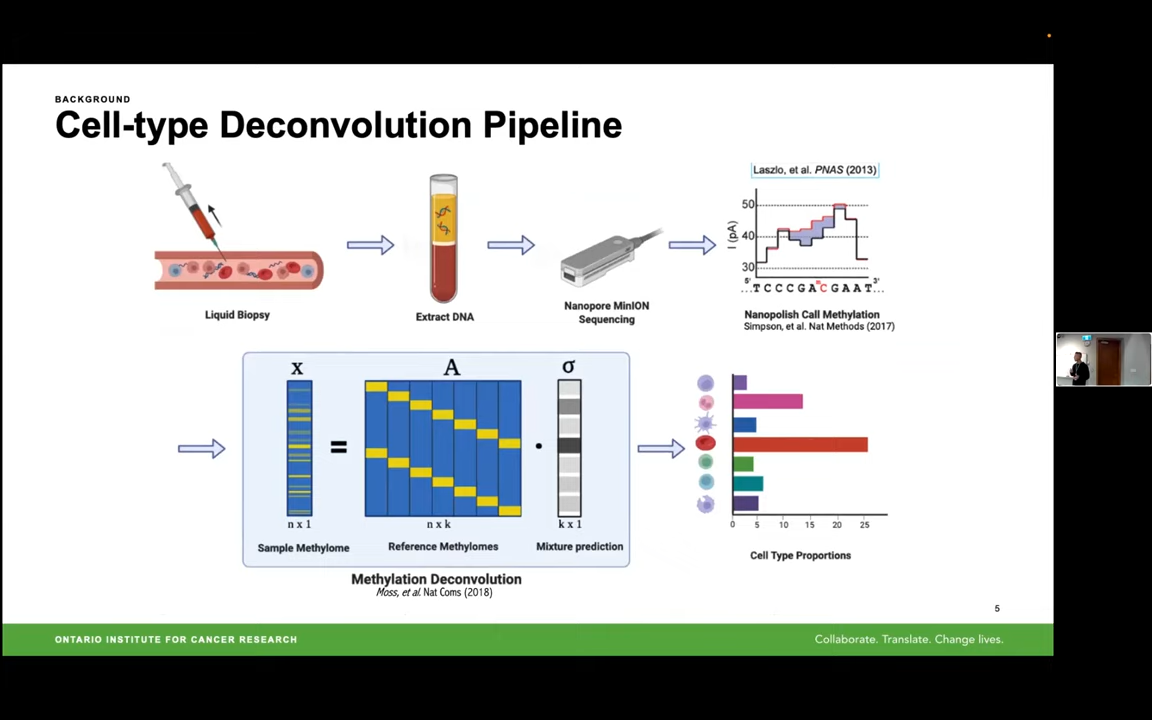 BACKGROUND
Cell-type Deconvolution Pipeline
Liquid Biopsy
Extract DNA
Nanopore MinION
Sequencing
Laszlo, et al. PNAS (2013)
I (pA)
50
40
30
5' 3'
m
...TCCCGACGAAT...
Nanopolish Call Methylation
Simpson, et al. Nat Methods (2017)
x = A · σ
n x 1
n x k
k x 1
Sample Methylome
Reference Methylomes
Mixture prediction
Methylation Deconvolution
Moss, et al. Nat Coms (2018)
0 5 10 15 20 25
Cell Type Proportions
5
ONTARIO INSTITUTE FOR CANCER RESEARCH
Collaborate. Translate. Change lives.